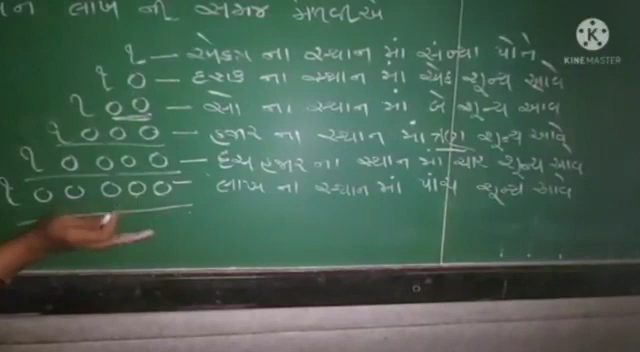 લાખ ની સમજ મેળવીએ
૧ — એકમ ના સ્થાન માં સંખ્યા પોતે
૧૦ — દશક ના સ્થાન માં એક શૂન્ય આવે
૧૦૦ — સો ના સ્થાન માં બે શૂન્ય આવે
૧૦૦૦ — હજાર ના સ્થાન માં ત્રણ શૂન્ય આવે
૧૦૦૦૦ — દસ હજાર ના સ્થાન માં ચાર શૂન્ય આવે
૧૦૦૦૦૦ — લાખ ના સ્થાન માં પાંચ શૂન્ય આવે
K
KINEMASTER